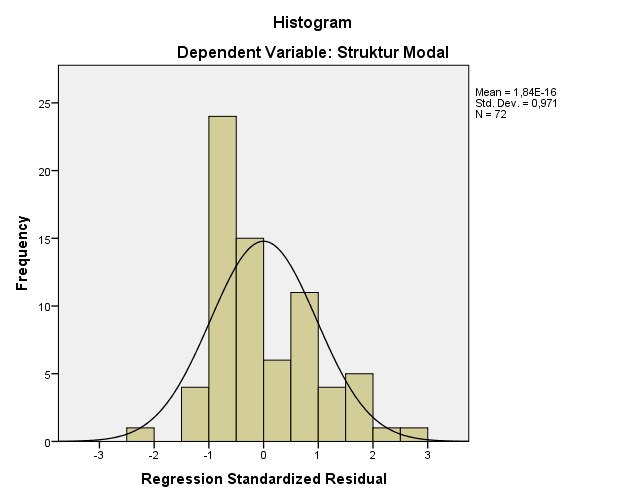 Histogram
Dependent Variable: Struktur Modal
Mean = 1,84E-16
Std. Dev. = 0,971
N = 72
Frequency
25
20
15
10
5
0
-3 -2 -1 0 1 2 3
Regression Standardized Residual